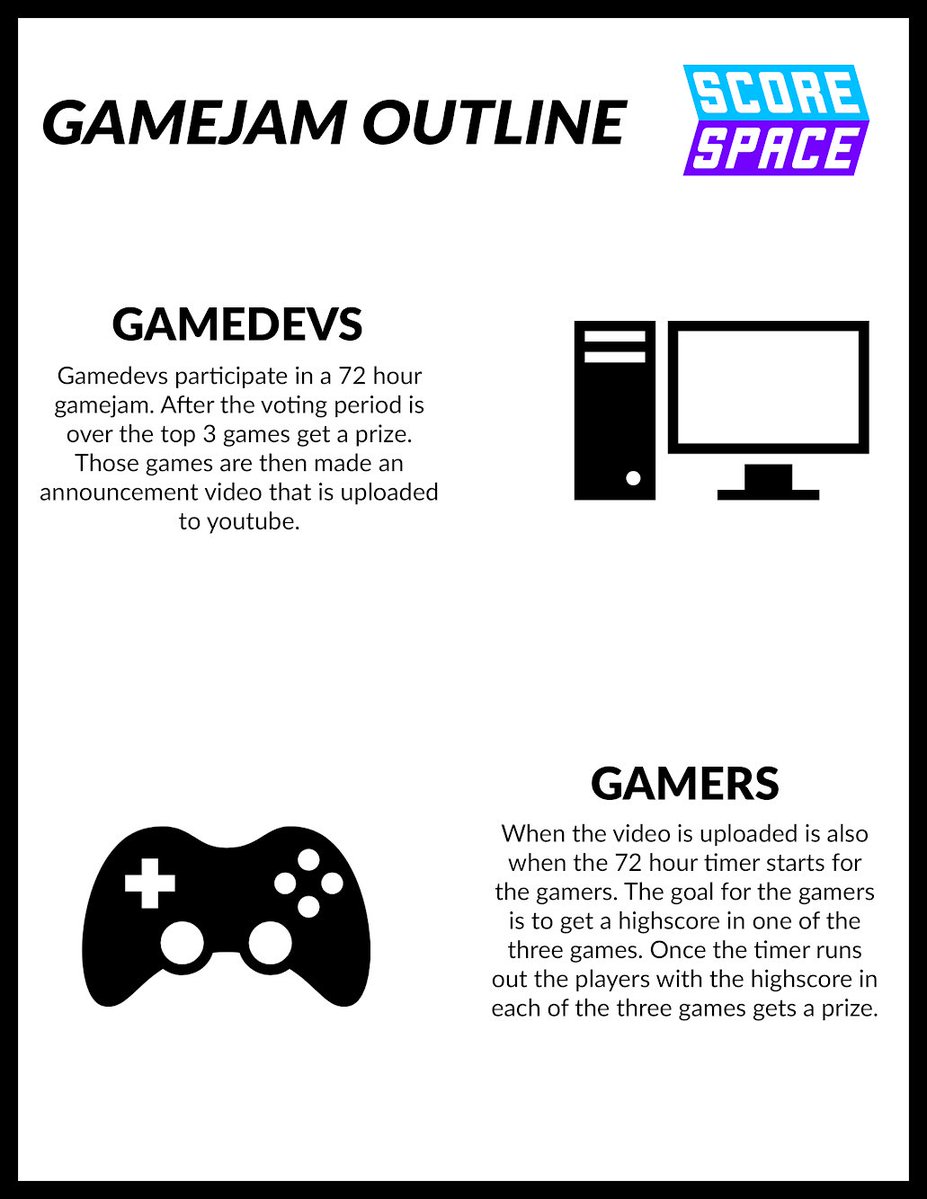 GAMEJAM OUTLINE
SCORE
SPACE
GAMEDEVS
Gamedevs participate in a 72 hour
gamejam. After the voting period is
over the top 3 games get a prize.
Those games are then made an
announcement video that is uploaded
to youtube.
GAMERS
When the video is uploaded is also
when the 72 hour timer starts for
the gamers. The goal for the gamers
is to get a highscore in one of the
three games. Once the timer runs
out the players with the highscore in
each of the three games gets a prize.